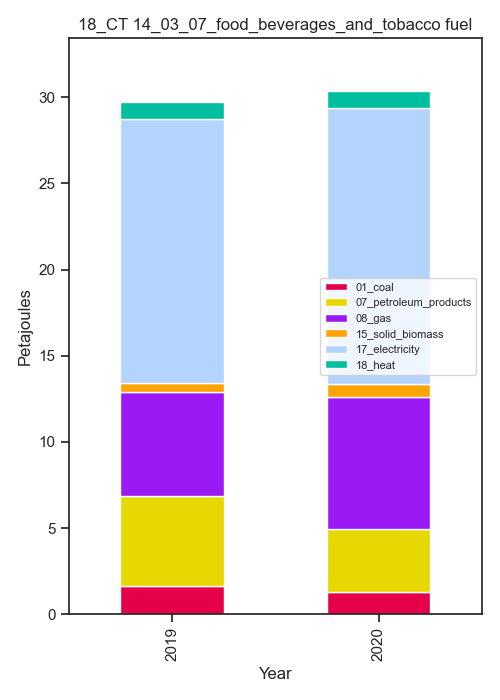 18_CT 14_03_07_food_beverages_and_tobacco fuel
30
25
20
15
10
5
0
Petajoules
01_coal
07_petroleum_products
08_gas
15_solid_biomass
17_electricity
18_heat
2019
2020
Year